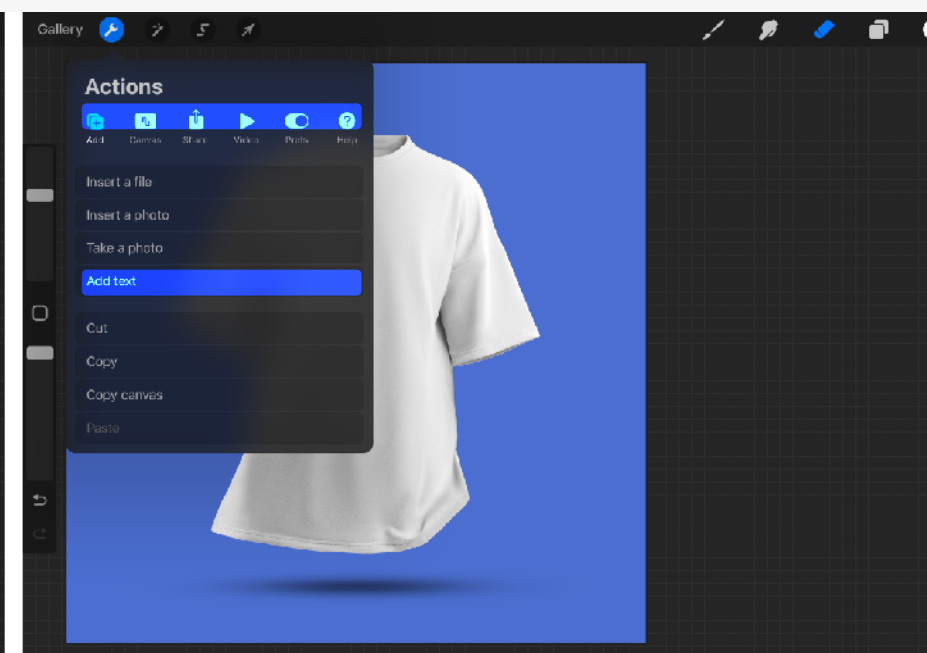 Gallery
Actions
Add Canvas Share Video Prefs Help
Insert a file
Insert a photo
Take a photo
Add text
Cut
Copy
Copy canvas
Paste